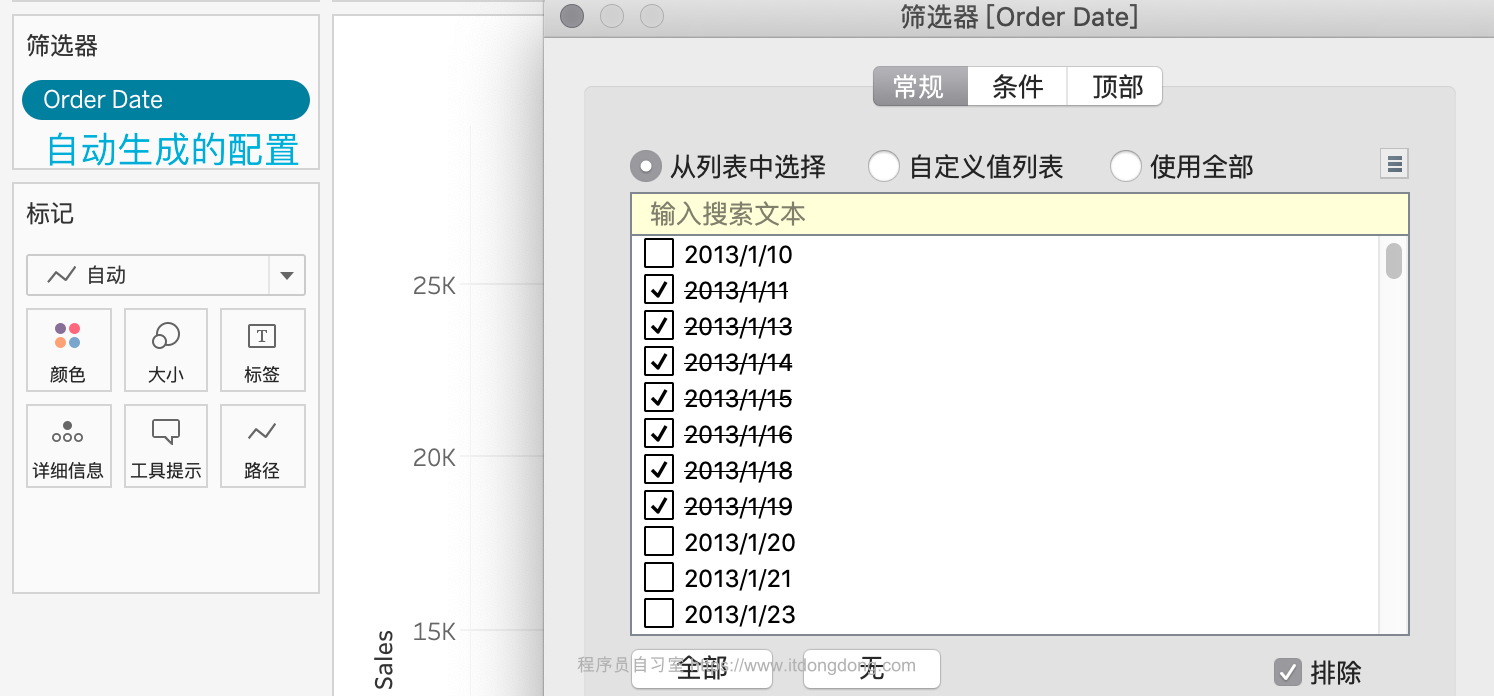 筛选器
Order Date
自动生成的配置
标记
自动
颜色
大小
标签
详细信息
工具提示
路径
25K
20K
15K
Sales
筛选器 [Order Date]
常规 条件 顶部
从列表中选择 自定义值列表 使用全部
输入搜索文本
2013/1/10
2013/1/11
2013/1/13
2013/1/14
2013/1/15
2013/1/16
2013/1/18
2013/1/19
2013/1/20
2013/1/21
2013/1/23
全部 无 排除
程序员自习室 https://www.itdongdong.com